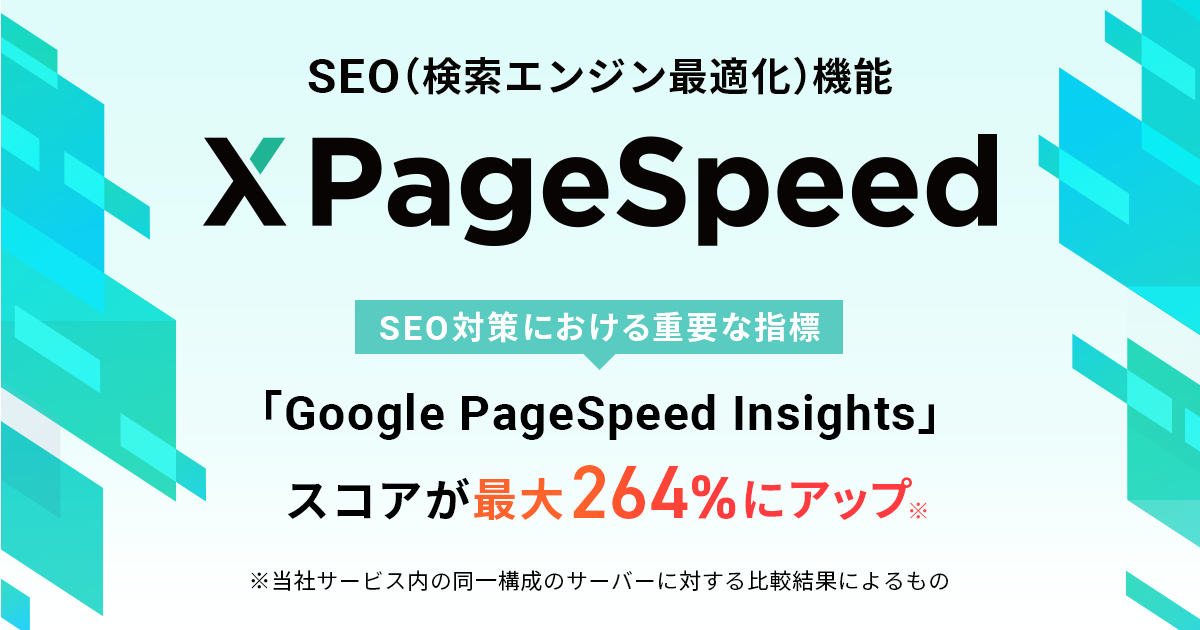 SEO（検索エンジン最適化）機能
X PageSpeed
SEO対策における重要な指標
「Google PageSpeed Insights」
スコアが最大264%にアップ※
※当社サービス内の同一構成のサーバーに対する比較結果によるもの